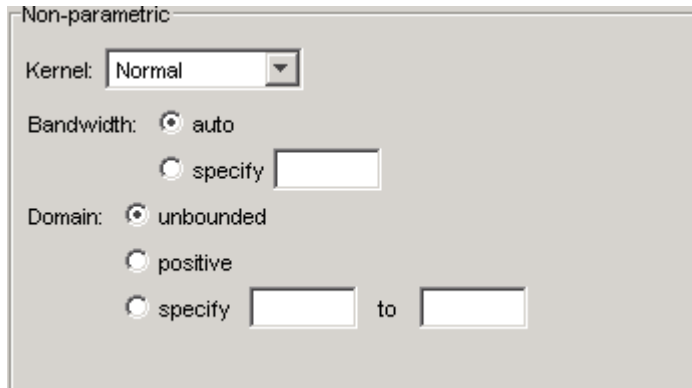 Non-parametric
Kernel: Normal
Bandwidth: auto
specify
Domain: unbounded
positive
specify to